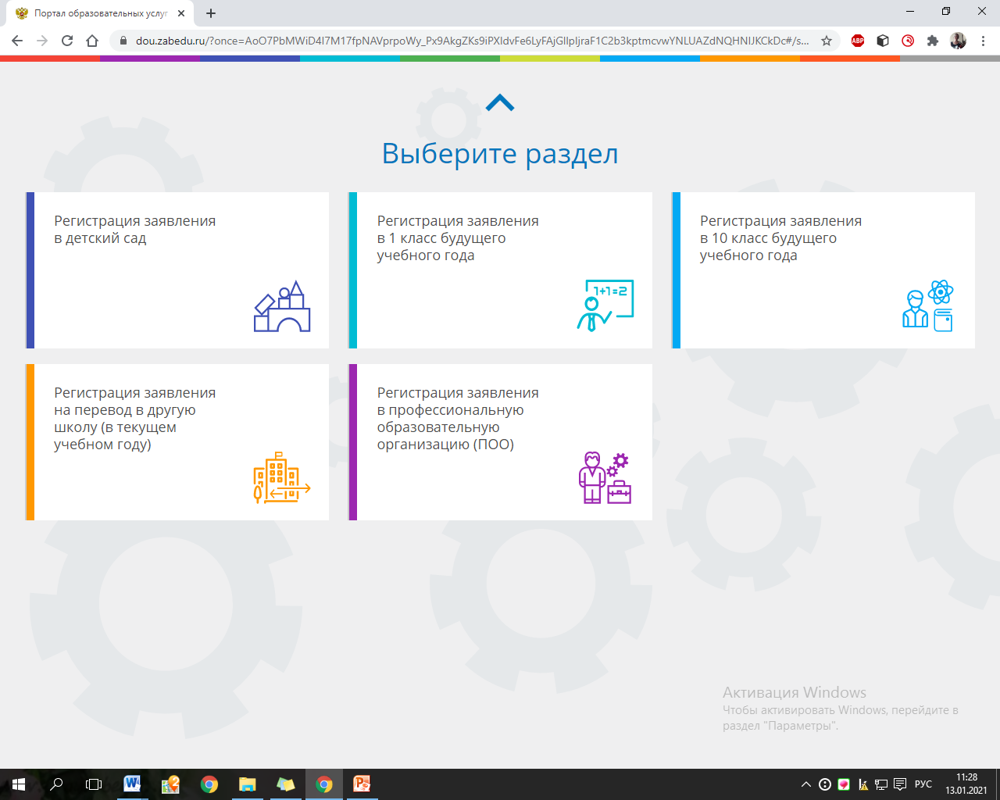 Портал образовательных услуг
dou.zabedu.ru/?once=AoO7PbMWiD4I7M17fpNAVprpoWy_Px9AkgZKs9iPXIdvFe6LyFAjGIlpIjraF1C2b3kptmcvwYNLUAZdNQHNIJKCkDc#/s...
ABP
Выберите раздел
Регистрация заявления
в детский сад
Регистрация заявления
в 1 класс будущего
учебного года
1+1=2
Регистрация заявления
в 10 класс будущего
учебного года
Регистрация заявления
на перевод в другую
школу (в текущем
учебном году)
Регистрация заявления
в профессиональную
образовательную
организацию (ПОО)
Активация Windows
Чтобы активировать Windows, перейдите в
раздел "Параметры".
РУС
11:28
13.01.2021